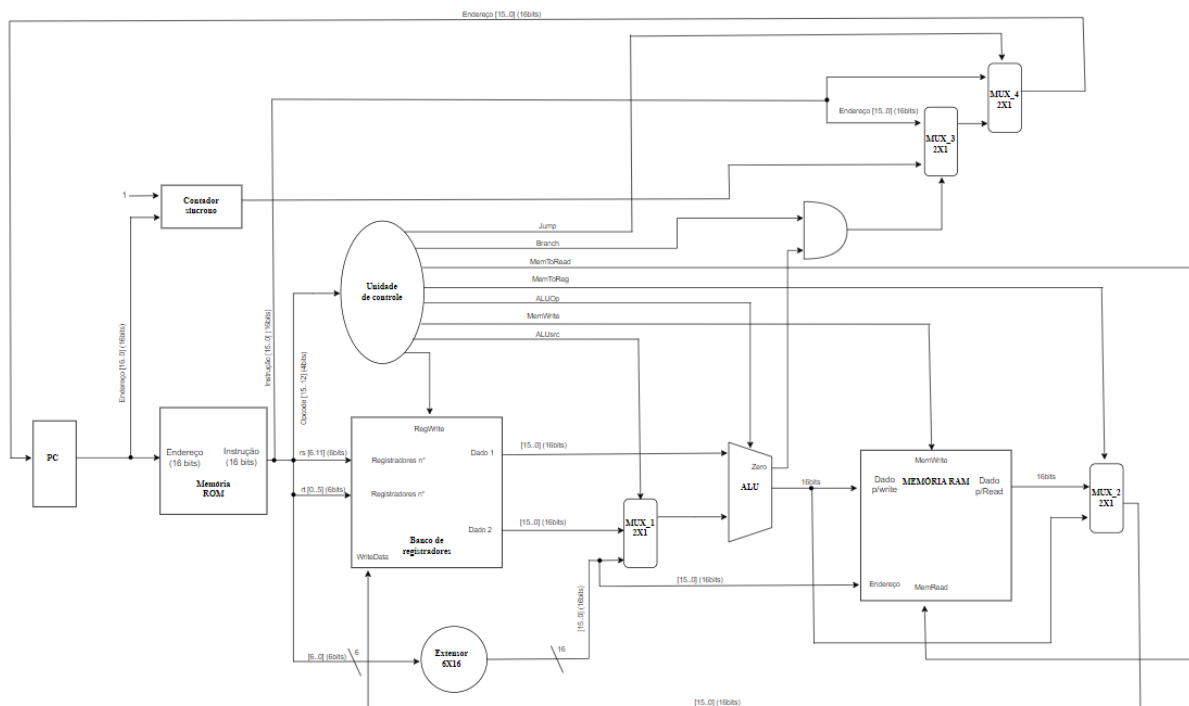 Endereço [15..0] (16bits)
MUX_4
2X1
Endereço [15..0] (16bits)
MUX_3
2X1
1
Contador
síncrono
Jump
Branch
MemToRead
MemToReg
ALUOp
MemWrite
ALUsrc
Unidade
de controle
Endereço [16..0] (16bits)
Instrução [15..0] (16bits)
Opcode [15..12] (4bits)
PC
Endereço
(16 bits)
Instrução
(16 bits)
Memória
ROM
rs [6..11] (6bits)
rt [0..5] (6bits)
RegWrite
Registradores n°
Registradores n°
Dado 1
Dado 2
Banco de
registradores
WriteData
[15..0] (16bits)
[15..0] (16bits)
MUX_1
2X1
Zero
ALU
16bits
MemWrite
Dado
p/write
MEMÓRIA RAM
Dado
p/Read
Endereço
MemRead
16bits
MUX_2
2X1
[15..0] (16bits)
[15..0] (16bits)
[6..0] (6bits)
6
Extensor
6X16
16
[15..0] (16bits)